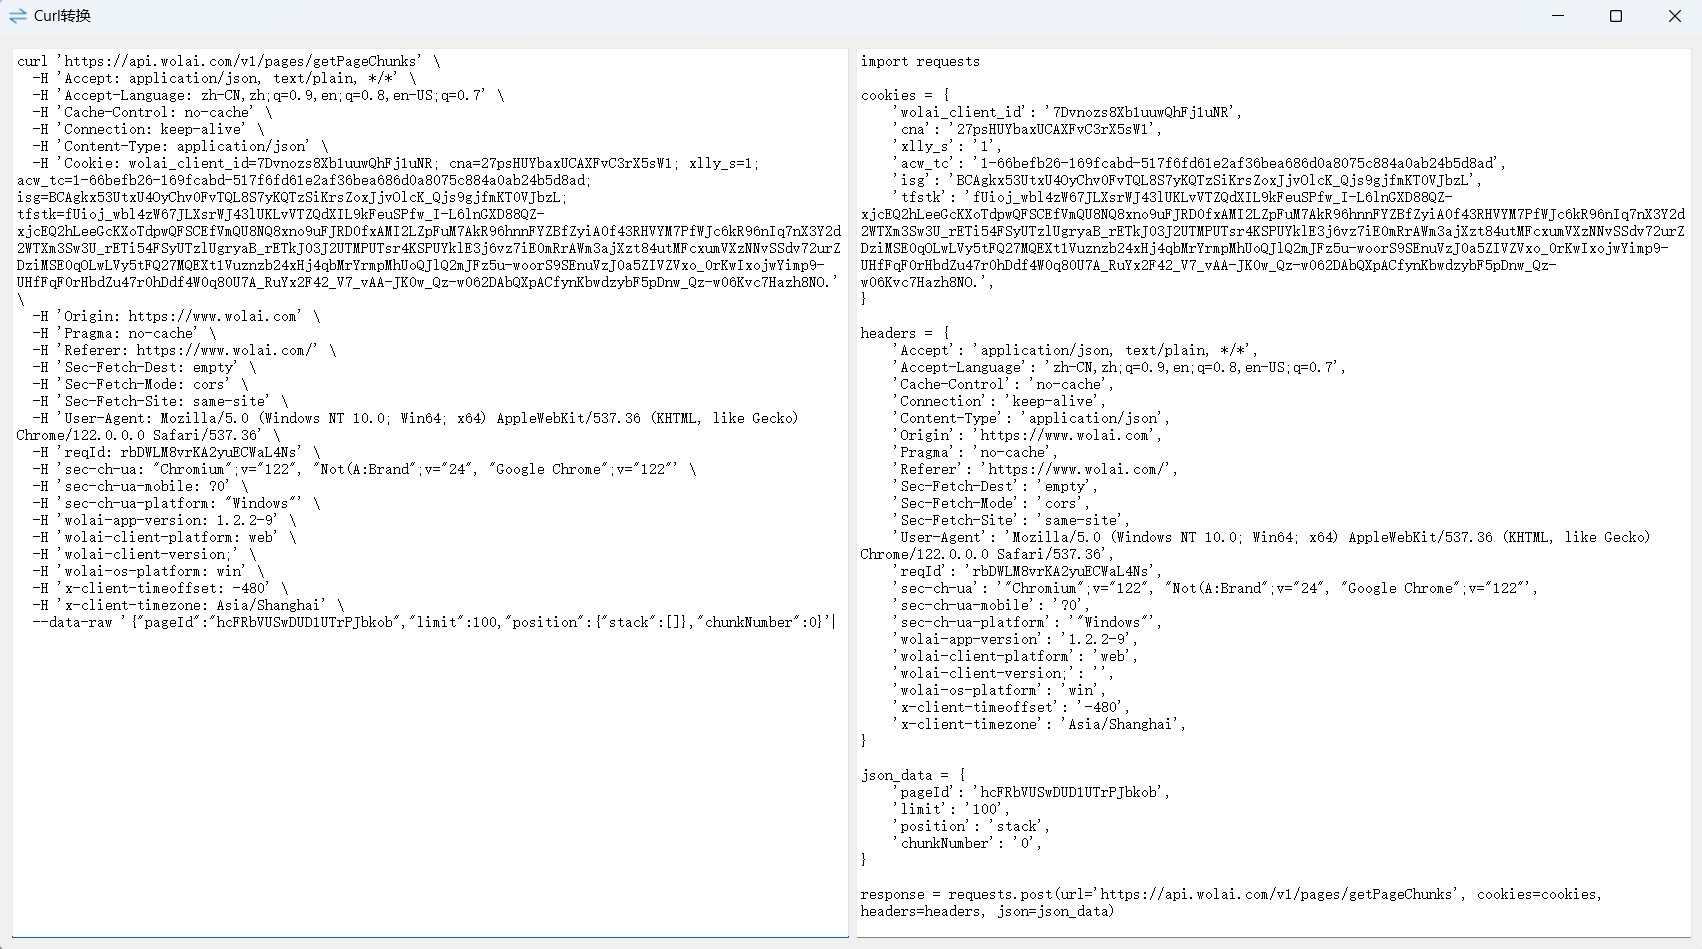 Curl转换
curl 'https://api.wolai.com/v1/pages/getPageChunks' \
-H 'Accept: application/json, text/plain, */*' \
-H 'Accept-Language: zh-CN,zh;q=0.9,en;q=0.8,en-US;q=0.7' \
-H 'Cache-Control: no-cache' \
-H 'Connection: keep-alive' \
-H 'Content-Type: application/json' \
-H 'Cookie: wolai_client_id=7Dvnozs8Xb1uuwQhFj1uNR; cna=27psHUYbaxUCAXFvC3rX5sW1; xlly_s=1;
acw_tc=1-66befb26-169fcabd-517f6fd61e2af36bea686d0a8075c884a0ab24b5d8ad;
isg=BCAgkx53UtxU4OyChv0FvTQL8S7yKQTzSiKrsZoxJjvOlcK_Qjs9gjfmKT0VJbzL;
tfstk=fUioj_wbl4zW67JLXsrWJ43lUKLvVTZQdXIL9kFeuSPfw_I-L6lnGXD88QZ-
xjcEQ2hLeeGcKXoTdpwQFSCEfVmQU8NQ8xno9uFJRD0fxAMI2LZpFuM7AkR96hnnFYZBfZyiA0f43RHVYM7PfWJc6kR96nIq7nX3Y2d
2WTXm3Sw3U_rETi54FSyUTzlUgryaB_rETkJ03J2UTMPUTsr4KSPUYklE3j6vz7iE0mRrAWm3ajXzt84utMFcxumVXzNNvSSdv72urZ
DziMSE0qOLwLVy5tFQ27MQEXt1Vuznzb24xHj4qbMrYrmpMhUoQJlQ2mJFz5u-woorS9SEnuVzJ0a5ZIVZVxo_0rKwIxojwYimp9-
UHfFqF0rHbdZu47r0hDdf4W0q80U7A_RuYx2F42_V7_vAA-JK0w_Qz-w062DAbQXpACfynKbwdzybF5pDnw_Qz-w06Kvc7Hazh8NO.'
\
-H 'Origin: https://www.wolai.com' \
-H 'Pragma: no-cache' \
-H 'Referer: https://www.wolai.com/' \
-H 'Sec-Fetch-Dest: empty' \
-H 'Sec-Fetch-Mode: cors' \
-H 'Sec-Fetch-Site: same-site' \
-H 'User-Agent: Mozilla/5.0 (Windows NT 10.0; Win64; x64) AppleWebKit/537.36 (KHTML, like Gecko)
Chrome/122.0.0.0 Safari/537.36' \
-H 'reqId: rbDWLM8vrKA2yuECWaL4Ns' \
-H 'sec-ch-ua: "Chromium";v="122", "Not(A:Brand";v="24", "Google Chrome";v="122"' \
-H 'sec-ch-ua-mobile: ?0' \
-H 'sec-ch-ua-platform: "Windows"' \
-H 'wolai-app-version: 1.2.2-9' \
-H 'wolai-client-platform: web' \
-H 'wolai-client-version;' \
-H 'wolai-os-platform: win' \
-H 'x-client-timeoffset: -480' \
-H 'x-client-timezone: Asia/Shanghai' \
--data-raw '{"pageId":"hcFRbVUSwDUD1UTrPJbkob","limit":100,"position":{"stack":[]},"chunkNumber":0}'
import requests
cookies = {
'wolai_client_id': '7Dvnozs8Xb1uuwQhFj1uNR',
'cna': '27psHUYbaxUCAXFvC3rX5sW1',
'xlly_s': '1',
'acw_tc': '1-66befb26-169fcabd-517f6fd61e2af36bea686d0a8075c884a0ab24b5d8ad',
'isg': 'BCAgkx53UtxU4OyChv0FvTQL8S7yKQTzSiKrsZoxJjvOlcK_Qjs9gjfmKT0VJbzL',
'tfstk': 'fUioj_wbl4zW67JLXsrWJ43lUKLvVTZQdXIL9kFeuSPfw_I-L6lnGXD88QZ-
xjcEQ2hLeeGcKXoTdpwQFSCEfVmQU8NQ8xno9uFJRD0fxAMI2LZpFuM7AkR96hnnFYZBfZyiA0f43RHVYM7PfWJc6kR96nIq7nX3Y2d
2WTXm3Sw3U_rETi54FSyUTzlUgryaB_rETkJ03J2UTMPUTsr4KSPUYklE3j6vz7iE0mRrAWm3ajXzt84utMFcxumVXzNNvSSdv72urZ
DziMSE0qOLwLVy5tFQ27MQEXt1Vuznzb24xHj4qbMrYrmpMhUoQJlQ2mJFz5u-woorS9SEnuVzJ0a5ZIVZVxo_0rKwIxojwYimp9-
UHfFqF0rHbdZu47r0hDdf4W0q80U7A_RuYx2F42_V7_vAA-JK0w_Qz-w062DAbQXpACfynKbwdzybF5pDnw_Qz-
w06Kvc7Hazh8NO.',
}
headers = {
'Accept': 'application/json, text/plain, */*',
'Accept-Language': 'zh-CN,zh;q=0.9,en;q=0.8,en-US;q=0.7',
'Cache-Control': 'no-cache',
'Connection': 'keep-alive',
'Content-Type': 'application/json',
'Origin': 'https://www.wolai.com',
'Pragma': 'no-cache',
'Referer': 'https://www.wolai.com/',
'Sec-Fetch-Dest': 'empty',
'Sec-Fetch-Mode': 'cors',
'Sec-Fetch-Site': 'same-site',
'User-Agent': 'Mozilla/5.0 (Windows NT 10.0; Win64; x64) AppleWebKit/537.36 (KHTML, like Gecko)
Chrome/122.0.0.0 Safari/537.36',
'reqId': 'rbDWLM8vrKA2yuECWaL4Ns',
'sec-ch-ua': '"Chromium";v="122", "Not(A:Brand";v="24", "Google Chrome";v="122"',
'sec-ch-ua-mobile': '?0',
'sec-ch-ua-platform': '"Windows"',
'wolai-app-version': '1.2.2-9',
'wolai-client-platform': 'web',
'wolai-client-version;': '',
'wolai-os-platform': 'win',
'x-client-timeoffset': '-480',
'x-client-timezone': 'Asia/Shanghai',
}
json_data = {
'pageId': 'hcFRbVUSwDUD1UTrPJbkob',
'limit': '100',
'position': 'stack',
'chunkNumber': '0',
}
response = requests.post(url='https://api.wolai.com/v1/pages/getPageChunks', cookies=cookies,
headers=headers, json=json_data)